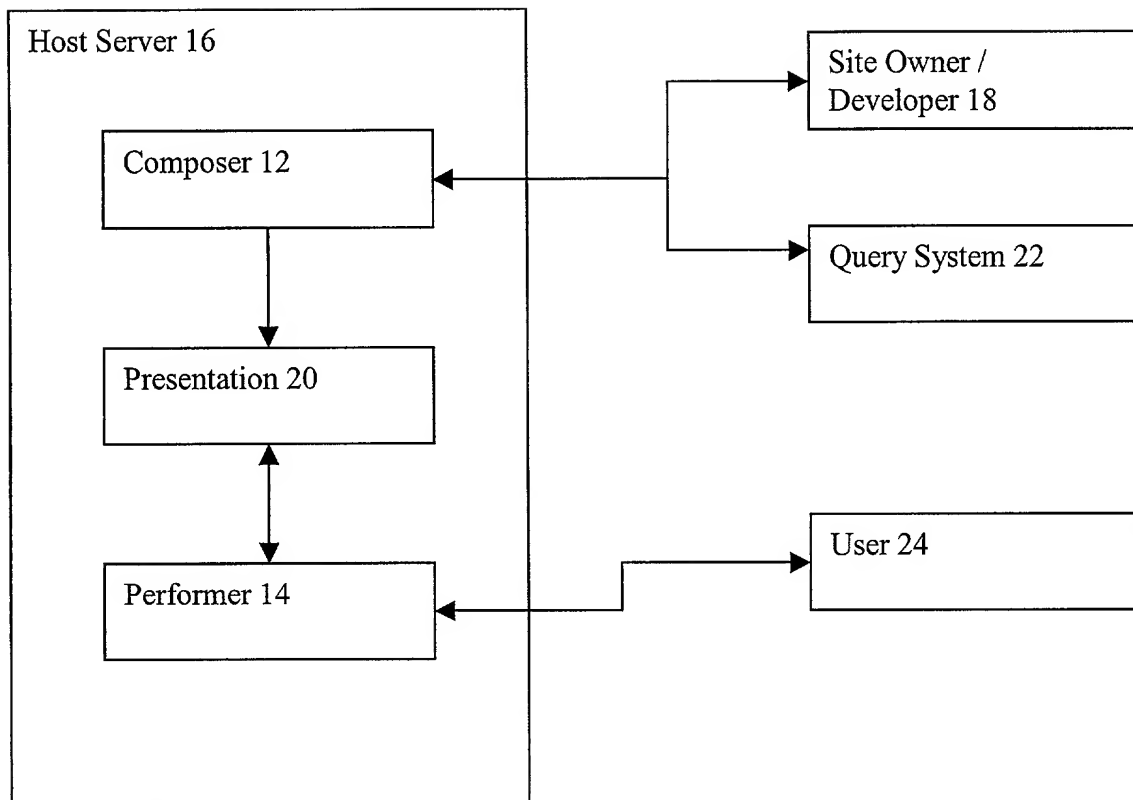 Host Server 16
Site Owner /
Developer 18
Composer 12
Query System 22
Presentation 20
User 24
Performer 14